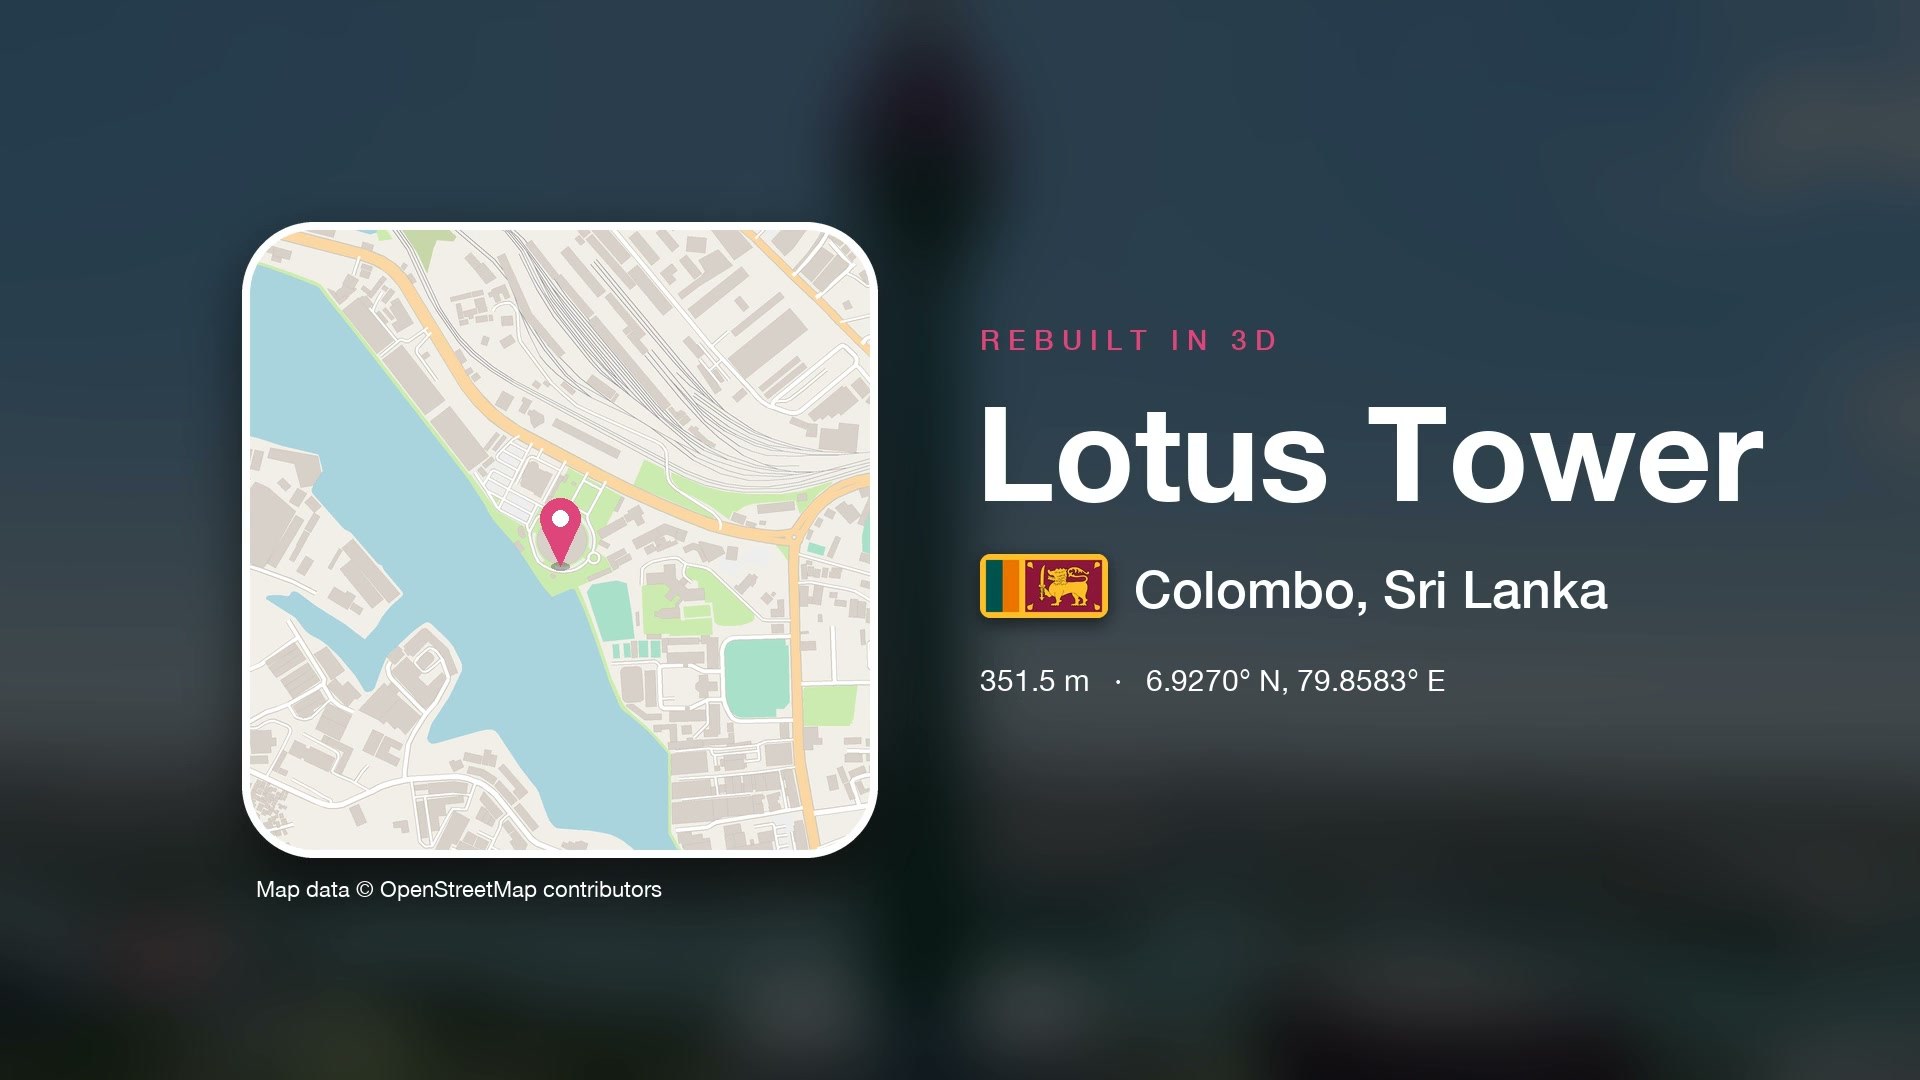 REBUILT IN 3D
Lotus Tower
Colombo, Sri Lanka
351.5 m · 6.9270° N, 79.8583° E
Map data © OpenStreetMap contributors